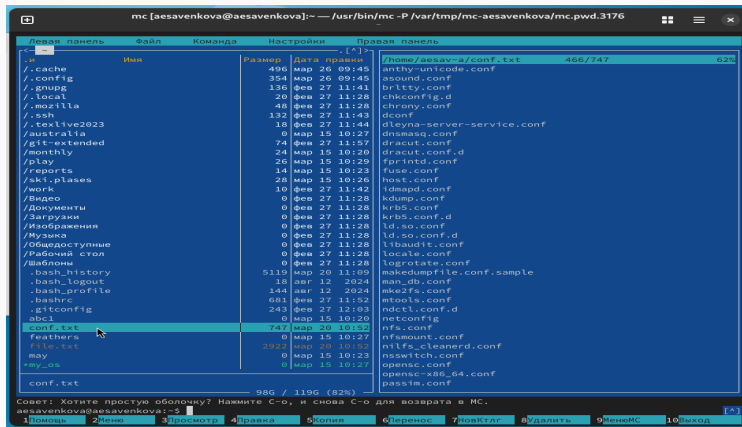 mc [aesavenkova@aesavenkova]:~ — /usr/bin/mc -P /var/tmp/mc-aesavenkova/mc.pwd.3176
Левая панель Файл Команда Настройки Правая панель
<— ~ .[^]>
.и Имя Размер Дата правки
/.cache 496 мар 26 09:45
/.config 354 мар 26 09:45
/.gnupg 136 фев 27 11:41
/.local 20 фев 27 11:28
/.mozilla 48 фев 27 11:28
/.ssh 132 фев 27 11:43
/.texlive2023 18 фев 27 11:44
/australia 0 мар 15 10:27
/git-extended 74 фев 27 11:57
/monthly 24 мар 15 10:20
/play 26 мар 15 10:29
/reports 14 мар 15 10:23
/ski.plases 28 мар 15 10:26
/work 10 фев 27 11:42
/Видео 0 фев 27 11:28
/Документы 0 фев 27 11:28
/Загрузки 0 фев 27 11:28
/Изображения 0 фев 27 11:28
/Музыка 0 фев 27 11:28
/Общедоступные 0 фев 27 11:28
/Рабочий стол 0 фев 27 11:28
/Шаблоны 0 фев 27 11:28
.bash_history 5119 мар 20 11:09
.bash_logout 18 авг 12 2024
.bash_profile 144 авг 12 2024
.bashrc 681 фев 27 11:52
.gitconfig 243 фев 27 12:03
abc1 0 мар 15 10:20
conf.txt 747 мар 20 10:52
feathers 0 мар 15 10:27
file.txt 2922 мар 20 10:52
may 0 мар 15 10:23
*my_os 0 мар 15 10:27
conf.txt
98G / 119G (82%)
/home/aesav~a/conf.txt 466/747 62%
anthy-unicode.conf
asound.conf
brltty.conf
chkconfig.d
chrony.conf
dconf
dleyna-server-service.conf
dnsmasq.conf
dracut.conf
dracut.conf.d
fprintd.conf
fuse.conf
host.conf
idmapd.conf
kdump.conf
krb5.conf
krb5.conf.d
ld.so.conf
ld.so.conf.d
libaudit.conf
locale.conf
logrotate.conf
makedumpfile.conf.sample
man_db.conf
mke2fs.conf
mtools.conf
ndctl.conf.d
netconfig
nfs.conf
nfsmount.conf
nilfs_cleanerd.conf
nsswitch.conf
opensc.conf
opensc-x86_64.conf
passim.conf
Совет: Хотите простую оболочку? Нажмите C-o, и снова C-o для возврата в MC.
aesavenkova@aesavenkova:~$ [^]
1Помощь 2Меню 3Просмотр 4Правка 5Копия 6Перенос 7НовКтлг 8Удалить 9МенюMC 10Выход